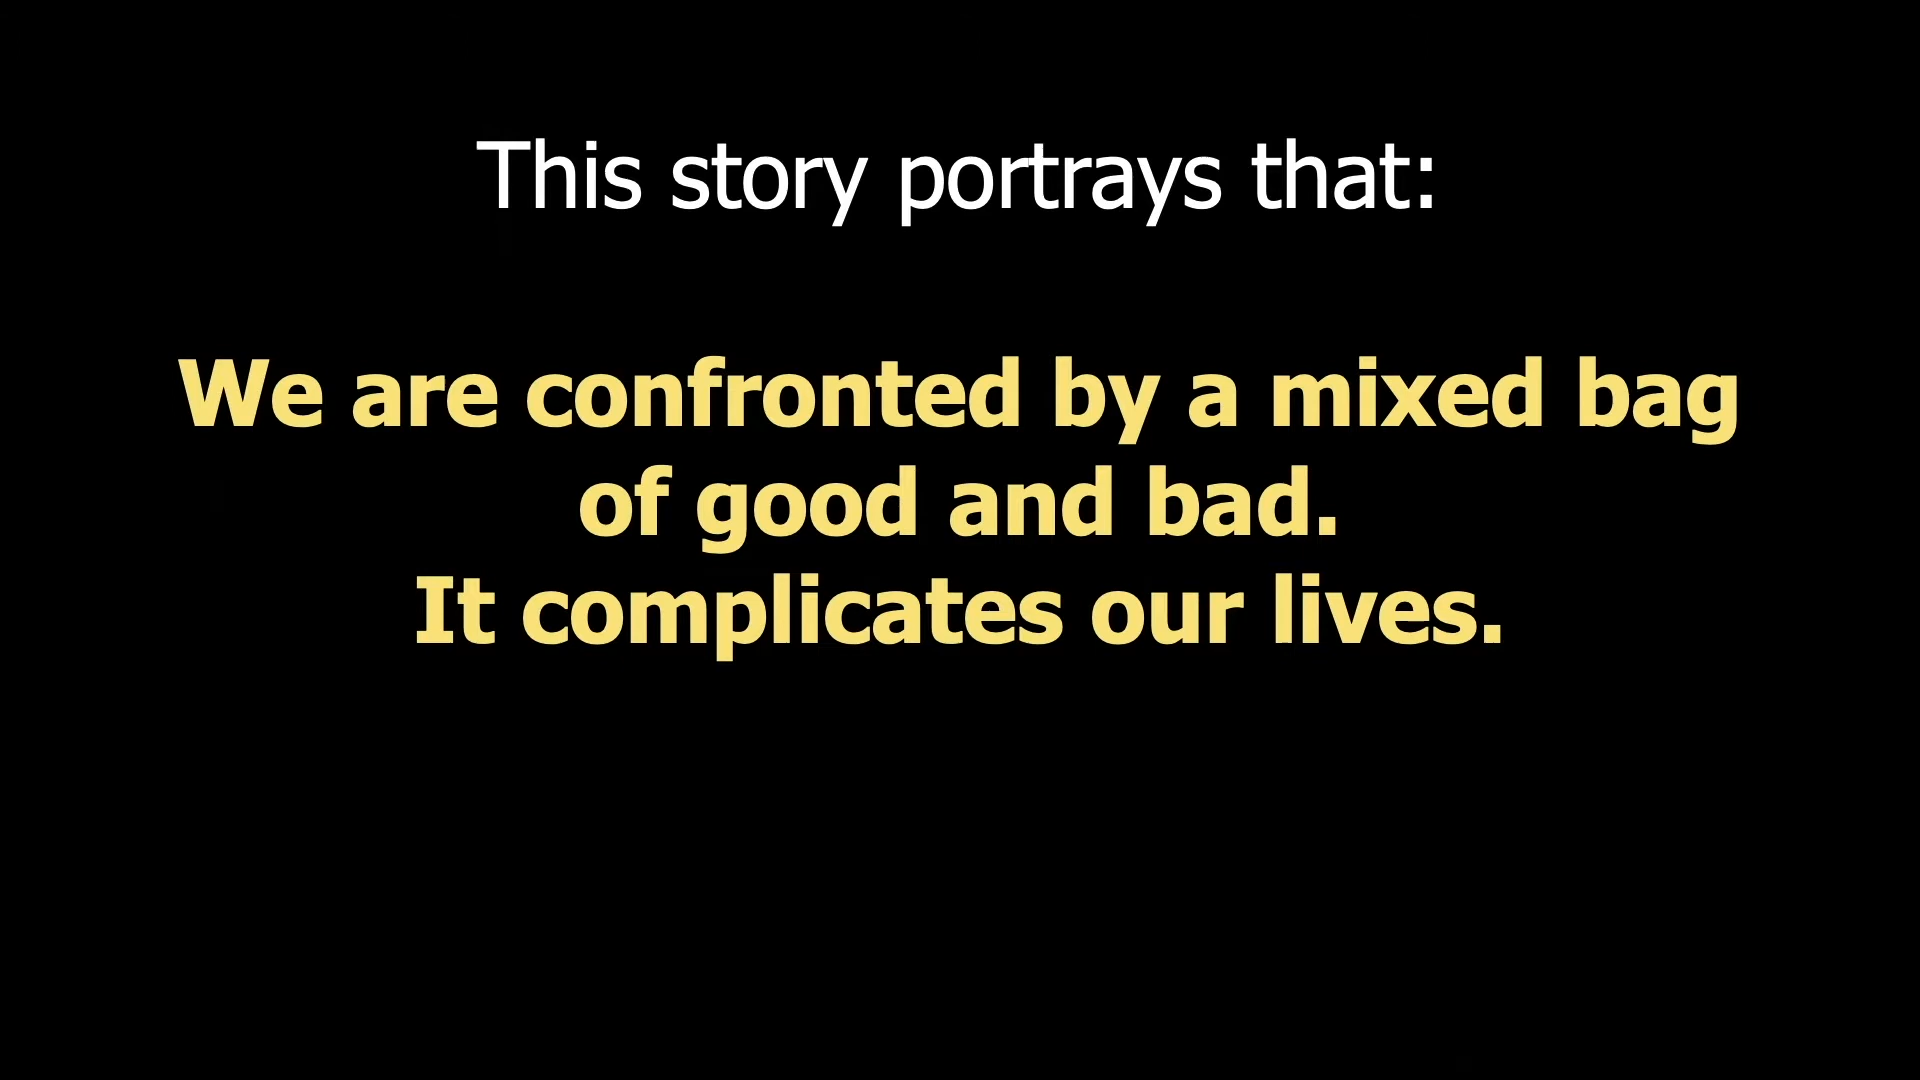 This story portrays that:
We are confronted by a mixed bag
of good and bad.
It complicates our lives.